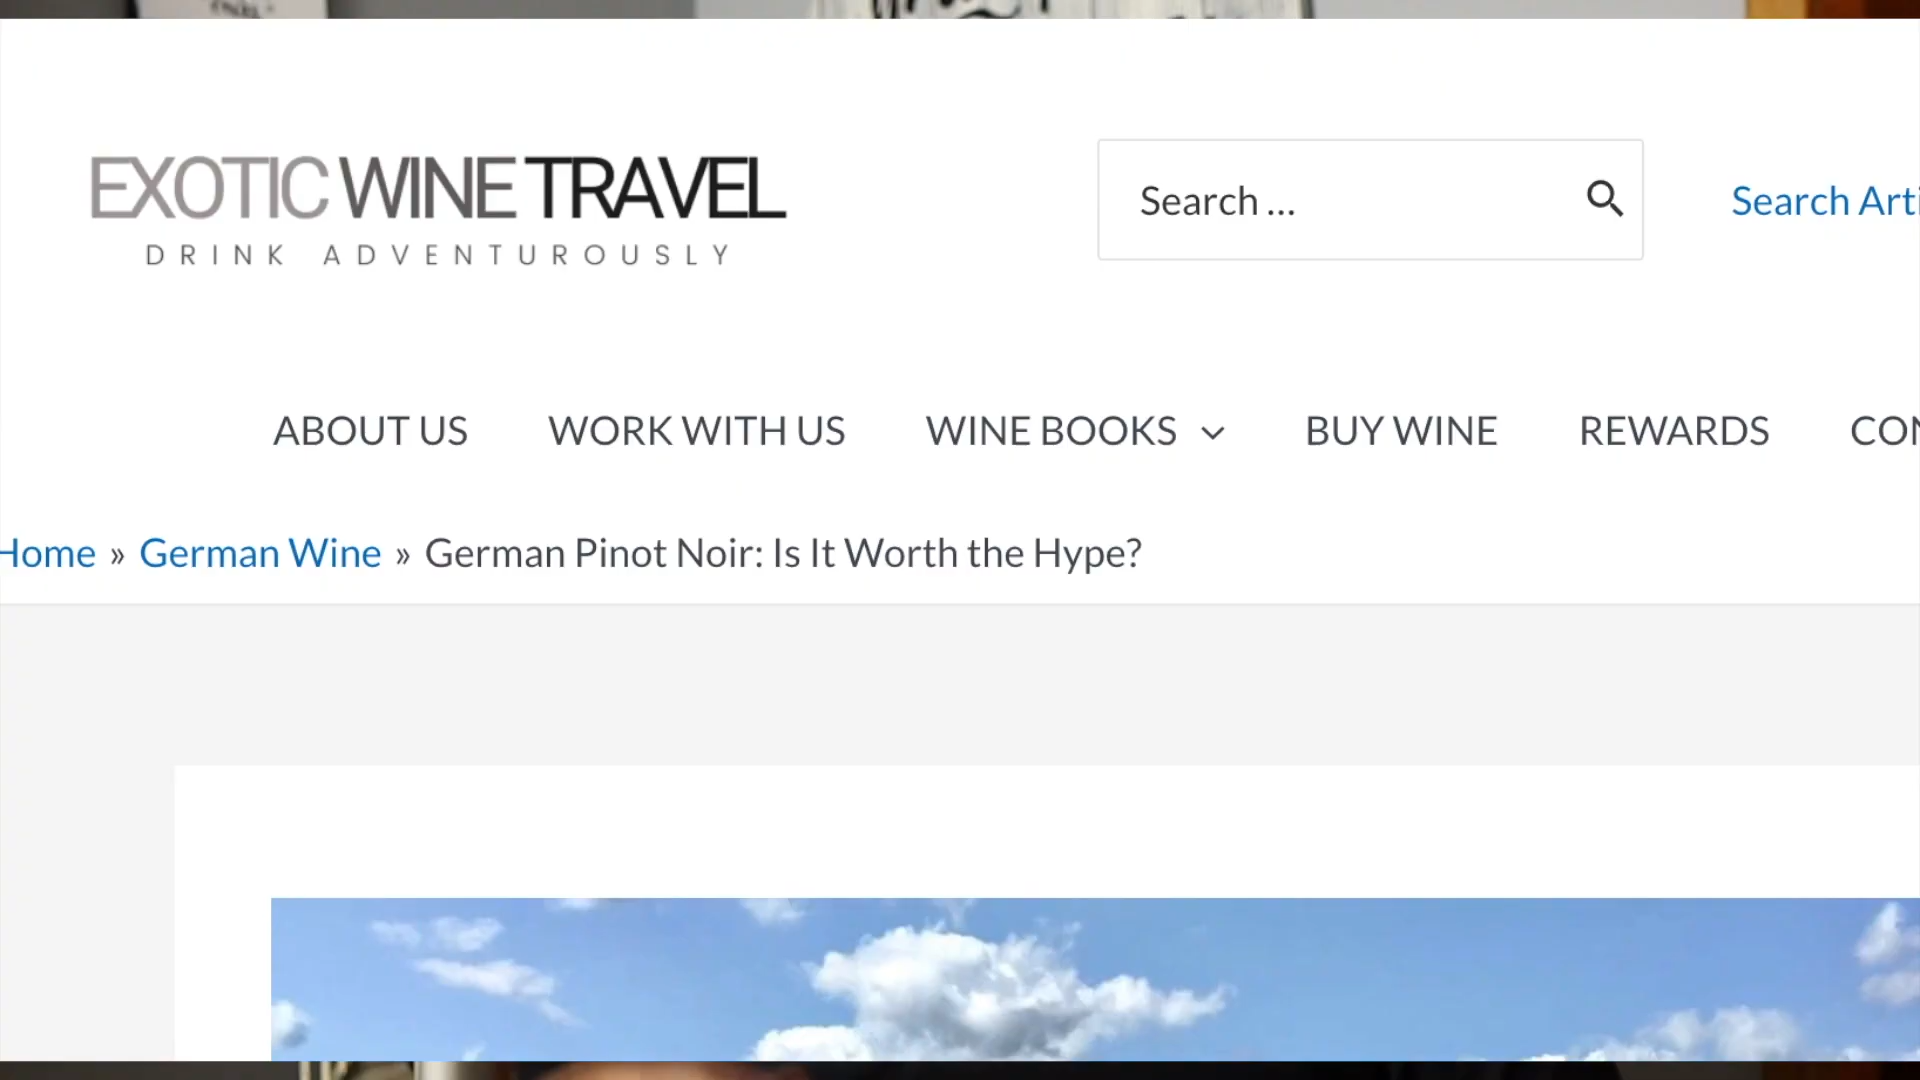 EXOTIC WINE TRAVEL
DRINK ADVENTUROUSLY
Search ...
Search Arti
ABOUT US WORK WITH US WINE BOOKS BUY WINE REWARDS CON
Home » German Wine » German Pinot Noir: Is It Worth the Hype?